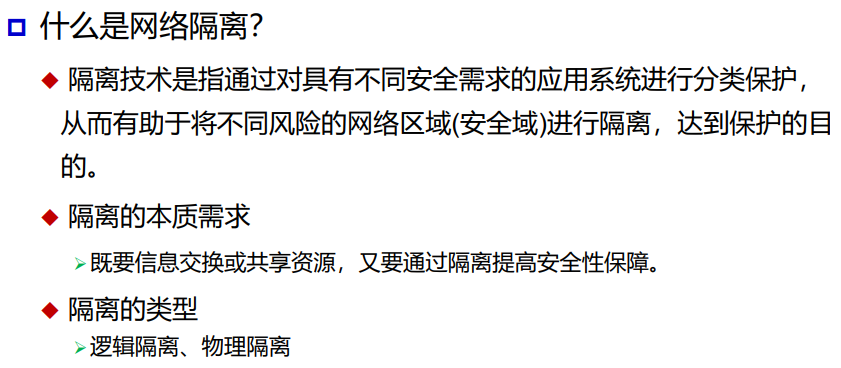 什么是网络隔离？
隔离技术是指通过对具有不同安全需求的应用系统进行分类保护，
从而有助于将不同风险的网络区域(安全域)进行隔离，达到保护的目
的。
隔离的本质需求
既要信息交换或共享资源，又要通过隔离提高安全性保障。
隔离的类型
逻辑隔离、物理隔离